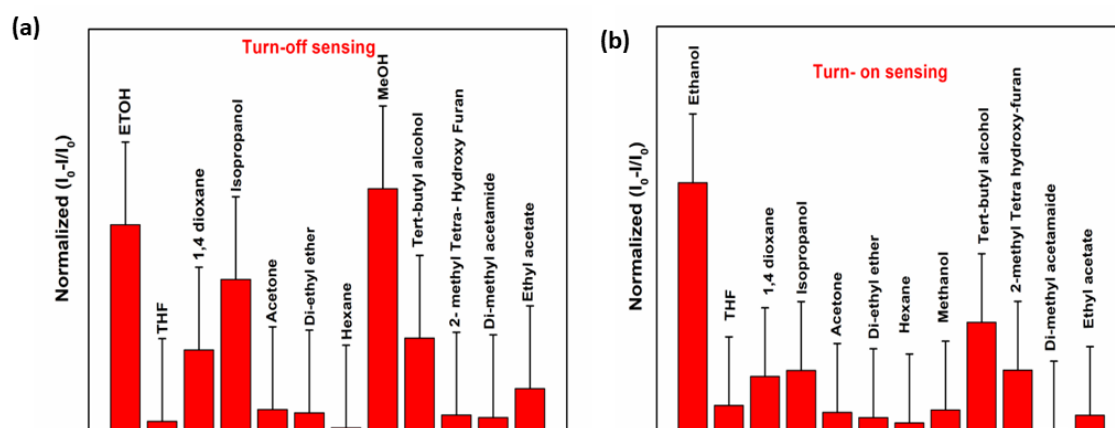 (a)
Turn-off sensing
Normalized (I₀-I/I₀)
ETOH
THF
1,4 dioxane
Isopropanol
Acetone
Di-ethyl ether
Hexane
MeOH
Tert-butyl alcohol
2- methyl Tetra- Hydroxy Furan
Di-methyl acetamide
Ethyl acetate
(b)
Turn- on sensing
Normalized (I₀-I/I₀)
Ethanol
THF
1,4 dioxane
Isopropanol
Acetone
Di-ethyl ether
Hexane
Methanol
Tert-butyl alcohol
2-methyl Tetra hydroxy-furan
Di-methyl acetamaide
Ethyl acetate